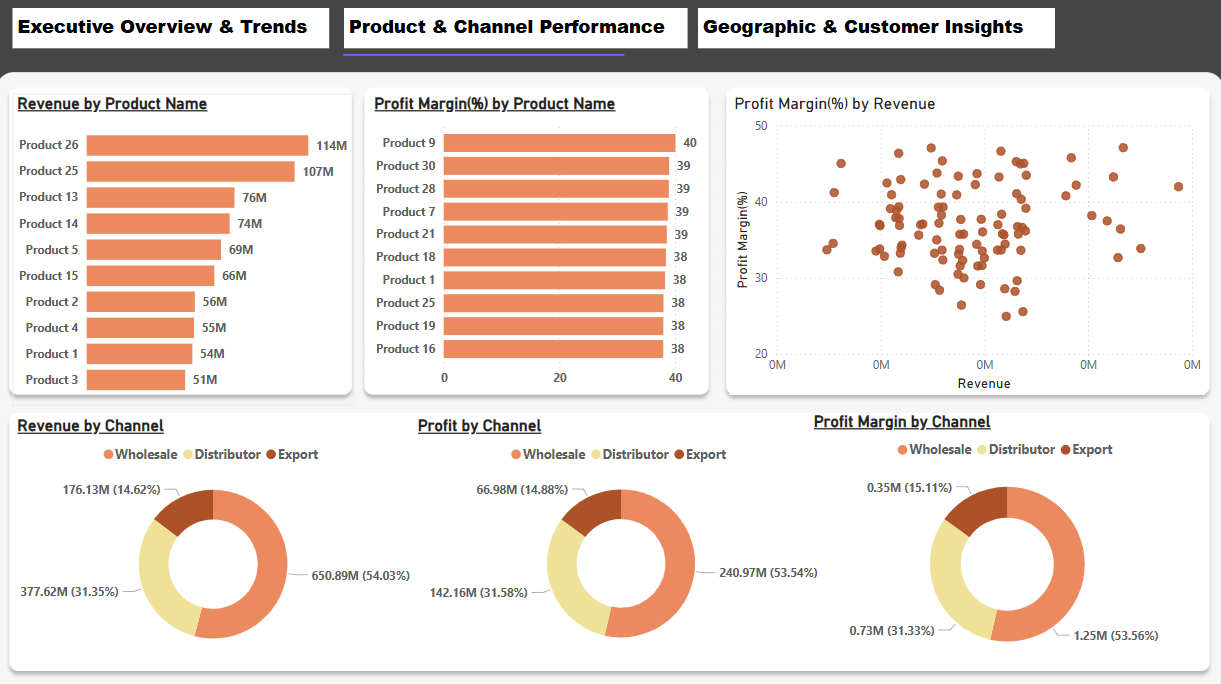 Executive Overview & Trends
Product & Channel Performance
Geographic & Customer Insights
Revenue by Product Name
Product 26 114M
Product 25 107M
Product 13 76M
Product 14 74M
Product 5 69M
Product 15 66M
Product 2 56M
Product 4 55M
Product 1 54M
Product 3 51M
Profit Margin(%) by Product Name
Product 9 40
Product 30 39
Product 28 39
Product 7 39
Product 21 39
Product 18 38
Product 1 38
Product 25 38
Product 19 38
Product 16 38
0 20 40
Profit Margin(%) by Revenue
Profit Margin(%)
50
40
30
20
0M 0M 0M 0M 0M
Revenue
Revenue by Channel
Wholesale Distributor Export
176.13M (14.62%)
650.89M (54.03%)
377.62M (31.35%)
Profit by Channel
Wholesale Distributor Export
66.98M (14.88%)
240.97M (53.54%)
142.16M (31.58%)
Profit Margin by Channel
Wholesale Distributor Export
0.35M (15.11%)
0.73M (31.33%)
1.25M (53.56%)